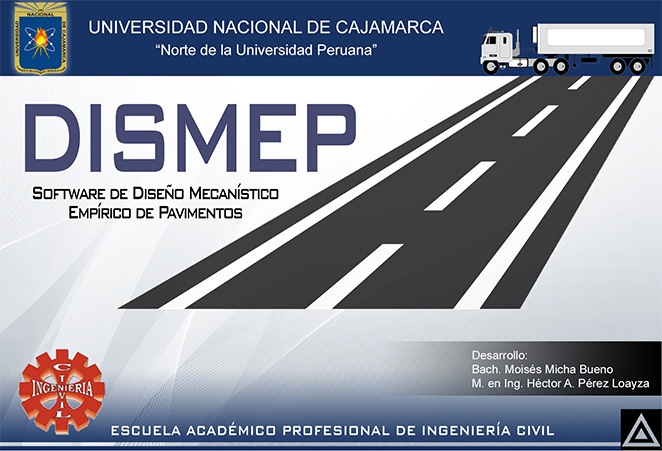 UNIVERSIDAD NACIONAL DE CAJAMARCA
“Norte de la Universidad Peruana”
DISMEP
SOFTWARE DE DISEÑO MECANÍSTICO
EMPÍRICO DE PAVIMENTOS
Desarrollo:
Bach. Moisés Micha Bueno
M. en Ing. Héctor A. Pérez Loayza
CIVIL
INGENIERIA
ESCUELA ACADÉMICO PROFESIONAL DE INGENIERÍA CIVIL